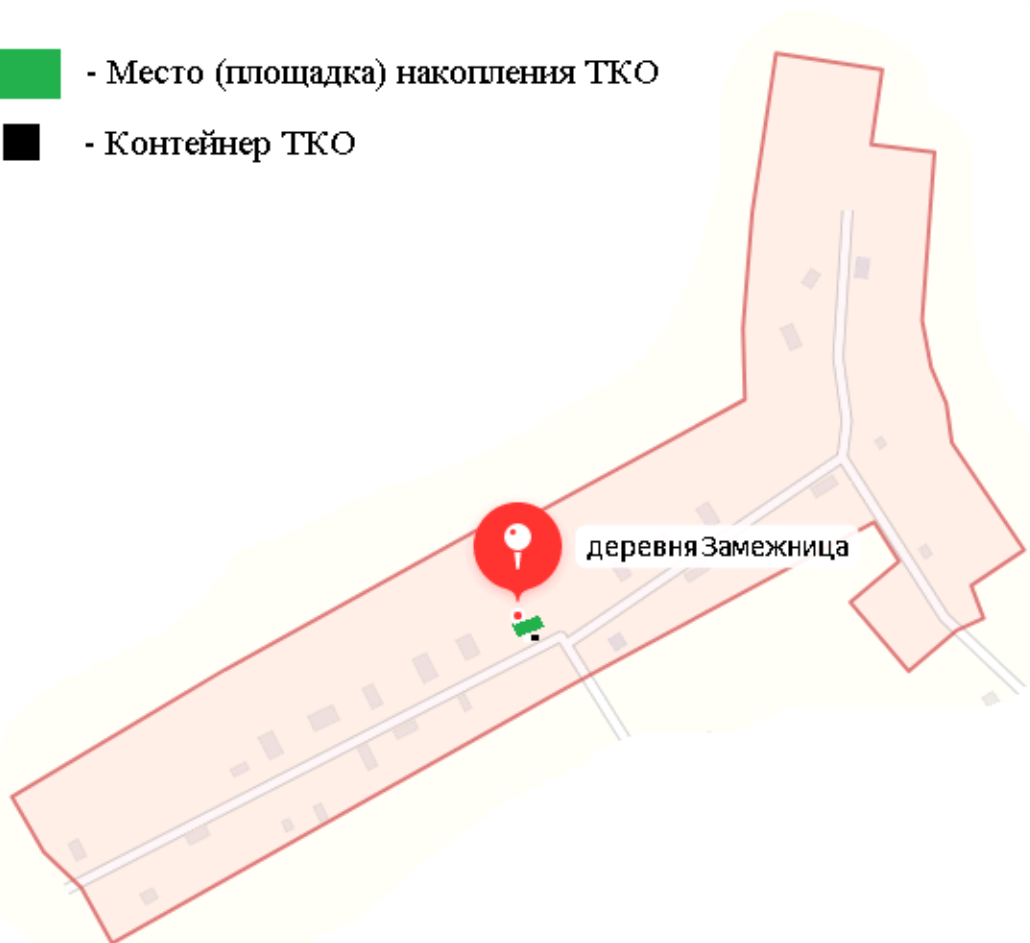 - Место (площадка) накопления ТКО
- Контейнер ТКО
деревня Замежница